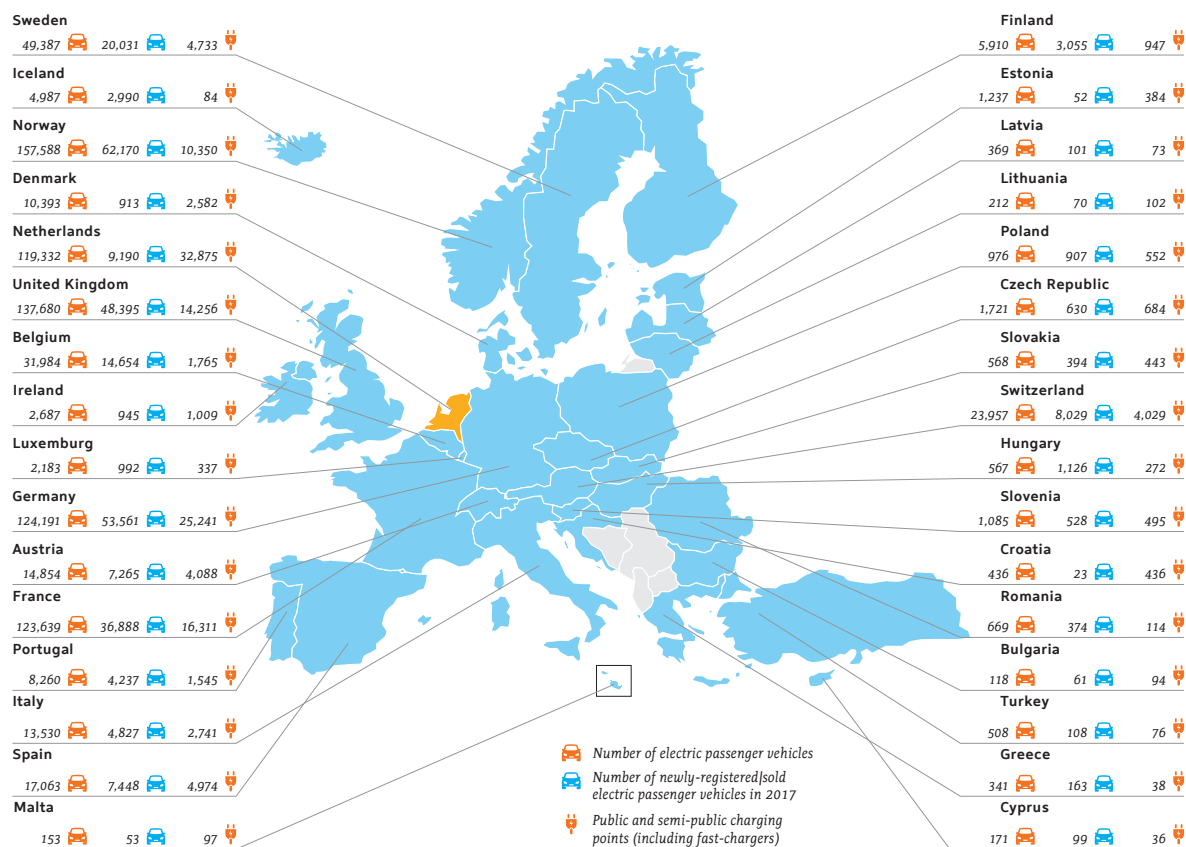 Sweden
49,387 20,031 4,733
Iceland
4,987 2,990 84
Norway
157,588 62,170 10,350
Denmark
10,393 913 2,582
Netherlands
119,332 9,190 32,875
United Kingdom
137,680 48,395 14,256
Belgium
31,984 14,654 1,765
Ireland
2,687 945 1,009
Luxemburg
2,183 992 337
Germany
124,191 53,561 25,241
Austria
14,854 7,265 4,088
France
123,639 36,888 16,311
Portugal
8,260 4,237 1,545
Italy
13,530 4,827 2,741
Spain
17,063 7,448 4,974
Malta
153 53 97
Finland
5,910 3,055 947
Estonia
1,237 52 384
Latvia
369 101 73
Lithuania
212 70 102
Poland
976 907 552
Czech Republic
1,721 630 684
Slovakia
568 394 443
Switzerland
23,957 8,029 4,029
Hungary
567 1,126 272
Slovenia
1,085 528 495
Croatia
436 23 436
Romania
669 374 114
Bulgaria
118 61 94
Turkey
508 108 76
Greece
341 163 38
Cyprus
171 99 36
Number of electric passenger vehicles
Number of newly-registered/sold
electric passenger vehicles in 2017
Public and semi-public charging
points (including fast-chargers)